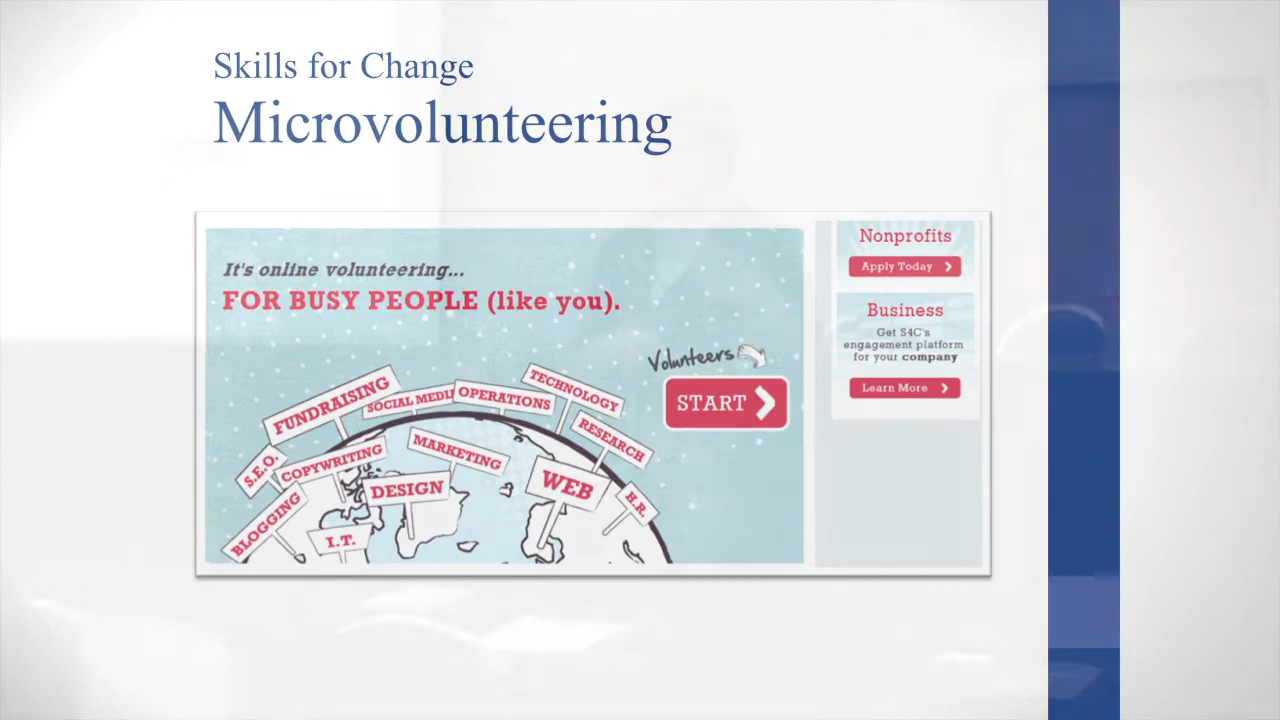 Skills for Change
Microvolunteering
It's online volunteering...
FOR BUSY PEOPLE (like you).
Volunteers
START
FUNDRAISING
SOCIAL MEDI
OPERATIONS
TECHNOLOGY
RESEARCH
S.E.O.
COPYWRITING
MARKETING
BLOGGING
DESIGN
WEB
H.R.
I.T.
Nonprofits
Apply Today
Business
Get S4C's
engagement platform
for your company
Learn More